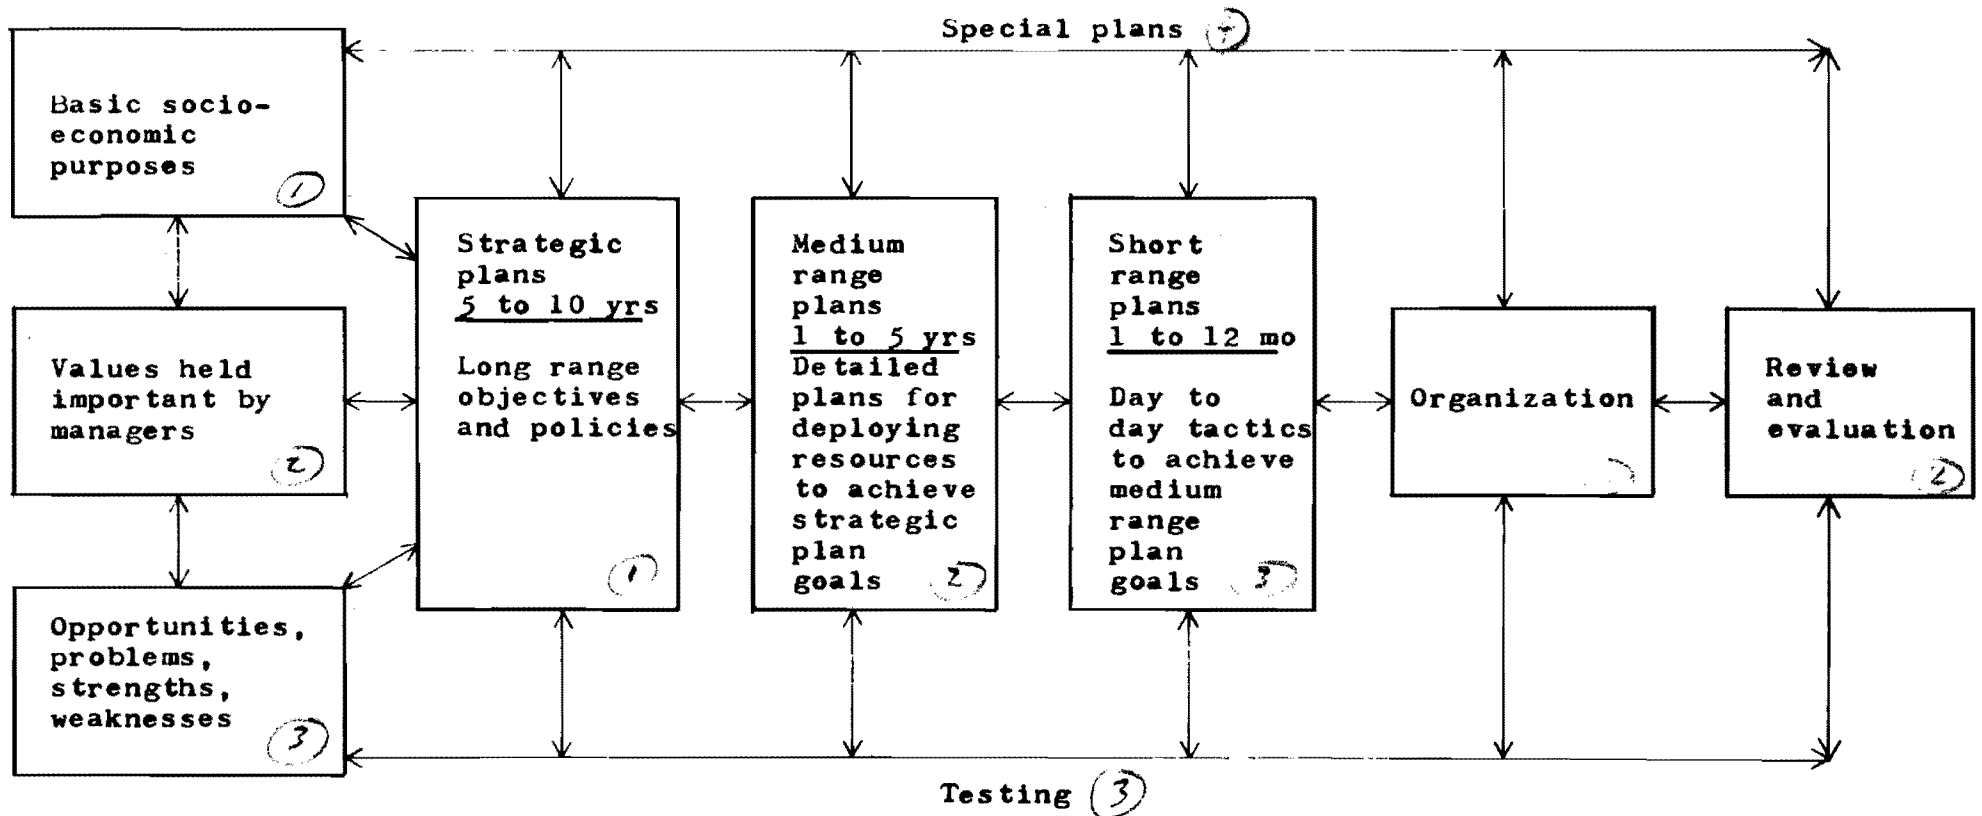 Special plans
Basic socio-
economic
purposes
1
Values held
important by
managers
2
Opportunities,
problems,
strengths,
weaknesses
3
Strategic
plans
5 to 10 yrs
Long range
objectives
and policies
1
Medium
range
plans
1 to 5 yrs
Detailed
plans for
deploying
resources
to achieve
strategic
plan
goals
2
Short
range
plans
1 to 12 mo
Day to
day tactics
to achieve
medium
range
plan
goals
3
Organization
Review
and
evaluation
2
Testing 3